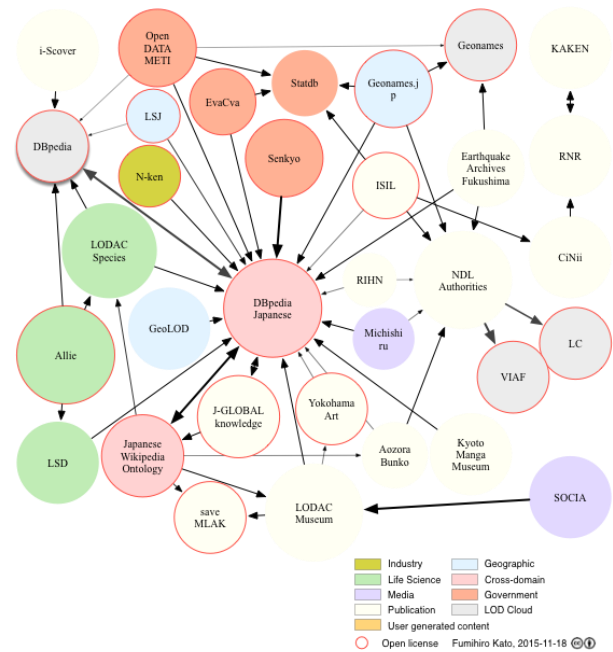 i-Scover
Open
DATA
METI
Geonames
KAKEN
Statdb
Geonames.j
p
EvaCva
LSJ
DBpedia
Senkyo
N-ken
ISIL
Earthquake
Archives
Fukushima
RNR
LODAC
Species
CiNii
RIHN
NDL
Authorities
DBpedia
Japanese
GeoLOD
Michishi
ru
LC
Allie
VIAF
J-GLOBAL
knowledge
Yokohama
Art
Japanese
Wikipedia
Ontology
LSD
Aozora
Bunko
Kyoto
Manga
Museum
save
MLAK
LODAC
Museum
SOCIA
Industry
Geographic
Life Science
Cross-domain
Media
Government
Publication
LOD Cloud
User generated content
Open license Fumihiro Kato, 2015-11-18